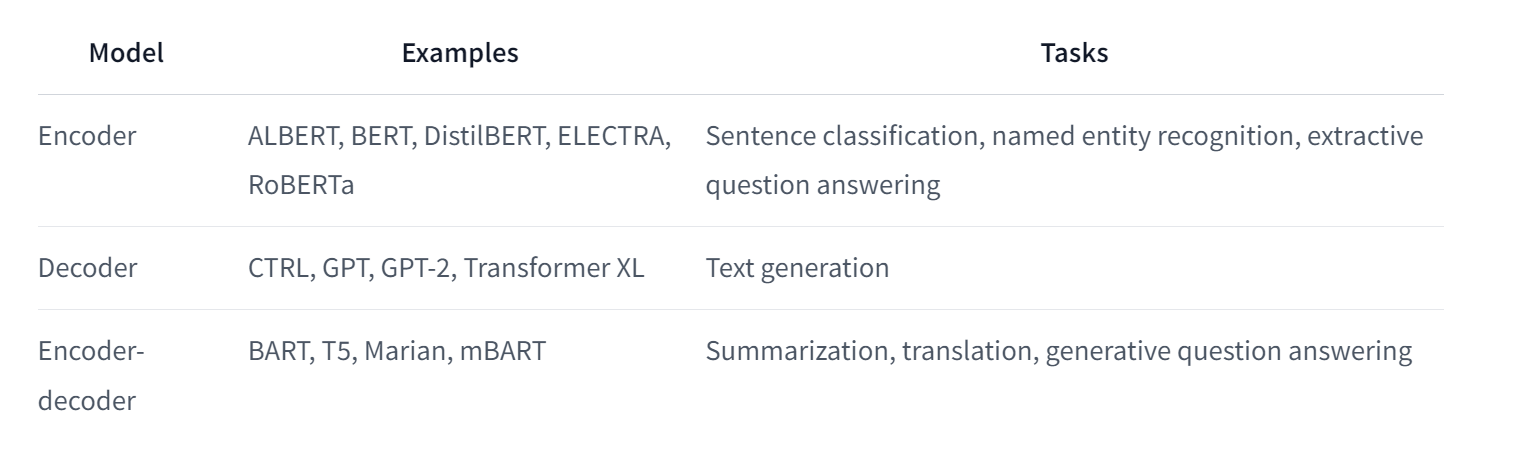 Model Examples Tasks
Encoder ALBERT, BERT, DistilBERT, ELECTRA, Sentence classification, named entity recognition, extractive
RoBERTa question answering
Decoder CTRL, GPT, GPT-2, Transformer XL Text generation
Encoder- BART, T5, Marian, mBART Summarization, translation, generative question answering
decoder